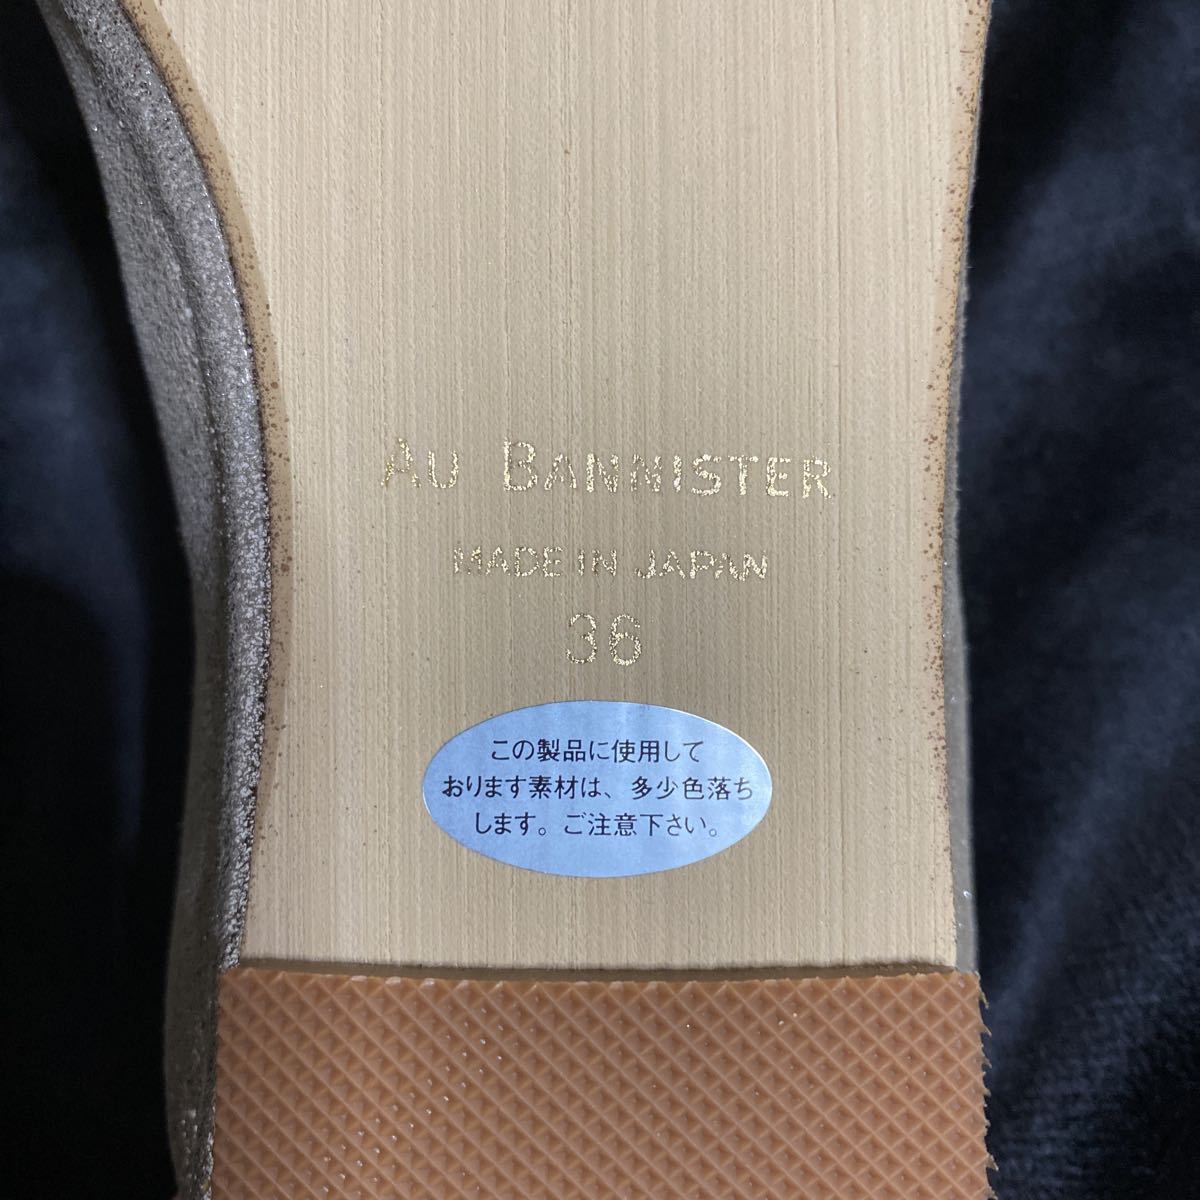 AU BANNISTER
MADE IN JAPAN
36
この製品に使用して
おります素材は、多少色落ち
します。ご注意下さい。